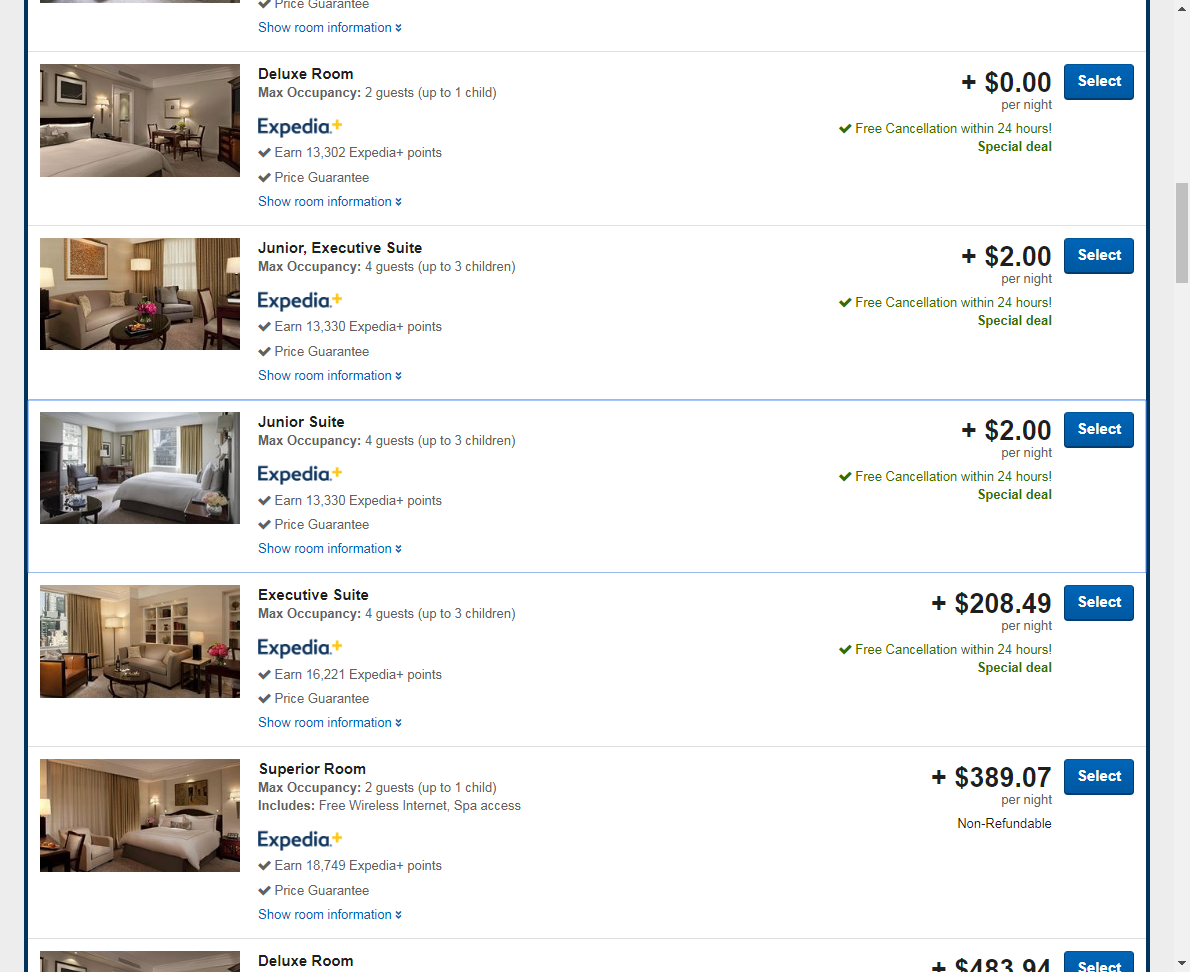 Price Guarantee
Show room information
Deluxe Room
Max Occupancy: 2 guests (up to 1 child)
Expedia+
Earn 13,302 Expedia+ points
Price Guarantee
Show room information
+ $0.00
per night
Free Cancellation within 24 hours!
Special deal
Select
Junior, Executive Suite
Max Occupancy: 4 guests (up to 3 children)
Expedia+
Earn 13,330 Expedia+ points
Price Guarantee
Show room information
+ $2.00
per night
Free Cancellation within 24 hours!
Special deal
Select
Junior Suite
Max Occupancy: 4 guests (up to 3 children)
Expedia+
Earn 13,330 Expedia+ points
Price Guarantee
Show room information
+ $2.00
per night
Free Cancellation within 24 hours!
Special deal
Select
Executive Suite
Max Occupancy: 4 guests (up to 3 children)
Expedia+
Earn 16,221 Expedia+ points
Price Guarantee
Show room information
+ $208.49
per night
Free Cancellation within 24 hours!
Special deal
Select
Superior Room
Max Occupancy: 2 guests (up to 1 child)
Includes: Free Wireless Internet, Spa access
Expedia+
Earn 18,749 Expedia+ points
Price Guarantee
Show room information
+ $389.07
per night
Non-Refundable
Select
Deluxe Room
+ $483.94
Select